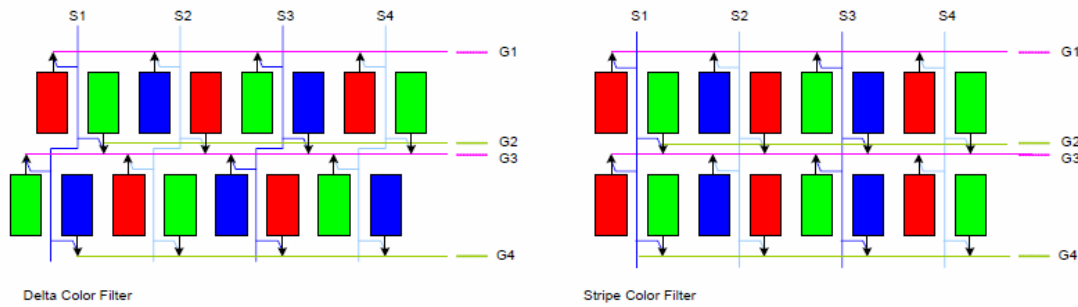 S1 S2 S3 S4
G1
G2
G3
G4
Delta Color Filter
S1 S2 S3 S4
G1
G2
G3
G4
Stripe Color Filter